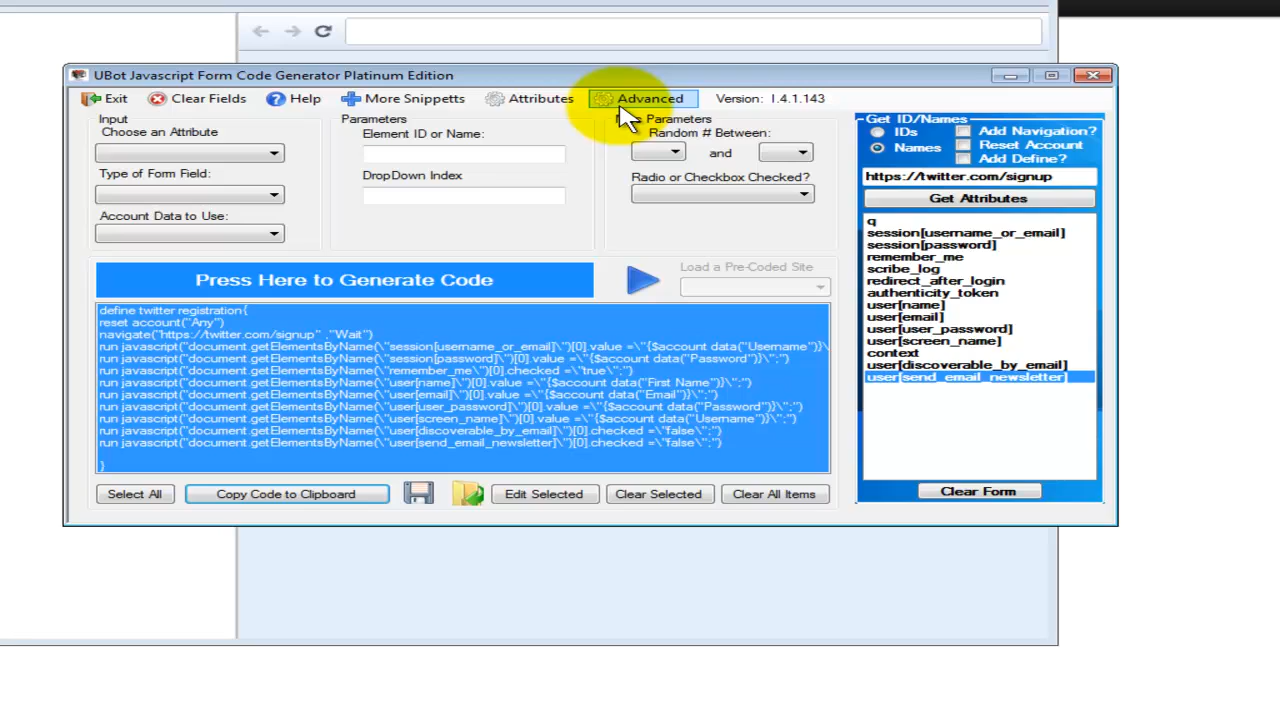 UBot Javascript Form Code Generator Platinum Edition
Exit Clear Fields Help More Snippetts Attributes Advanced Version: 1.4.1.143
Input
Choose an Attribute
Type of Form Field:
Account Data to Use:
Parameters
Element ID or Name:
DropDown Index
Parameters
Random # Between:
and
Radio or Checkbox Checked?
Press Here to Generate Code
Load a Pre-Coded Site
define twitter registration{
reset account("Any")
navigate("https://twitter.com/signup" ,"Wait")
run javascript("document.getElementsByName(\"session[username_or_email]\")[0].value =\"{$account data("Username")}\
run javascript("document.getElementsByName(\"session[password]\")[0].value =\"{$account data("Password")}\";")
run javascript("document.getElementsByName(\"remember_me\")[0].checked =\"true\";")
run javascript("document.getElementsByName(\"user[name]\")[0].value =\"{$account data("First Name")}\";")
run javascript("document.getElementsByName(\"user[email]\")[0].value =\"{$account data("Email")}\";")
run javascript("document.getElementsByName(\"user[user_password]\")[0].value =\"{$account data("Password")}\";")
run javascript("document.getElementsByName(\"user[screen_name]\")[0].value =\"{$account data("Username")}\";")
run javascript("document.getElementsByName(\"user[discoverable_by_email]\")[0].checked =\"false\";")
run javascript("document.getElementsByName(\"user[send_email_newsletter]\")[0].checked =\"false\";")
}
Select All Copy Code to Clipboard Edit Selected Clear Selected Clear All Items
Get ID/Names
IDs Add Navigation?
Names Reset Account
Add Define?
https://twitter.com/signup
Get Attributes
q
session[username_or_email]
session[password]
remember_me
scribe_log
redirect_after_login
authenticity_token
user[name]
user[email]
user[user_password]
user[screen_name]
context
user[discoverable_by_email]
user[send_email_newsletter]
Clear Form